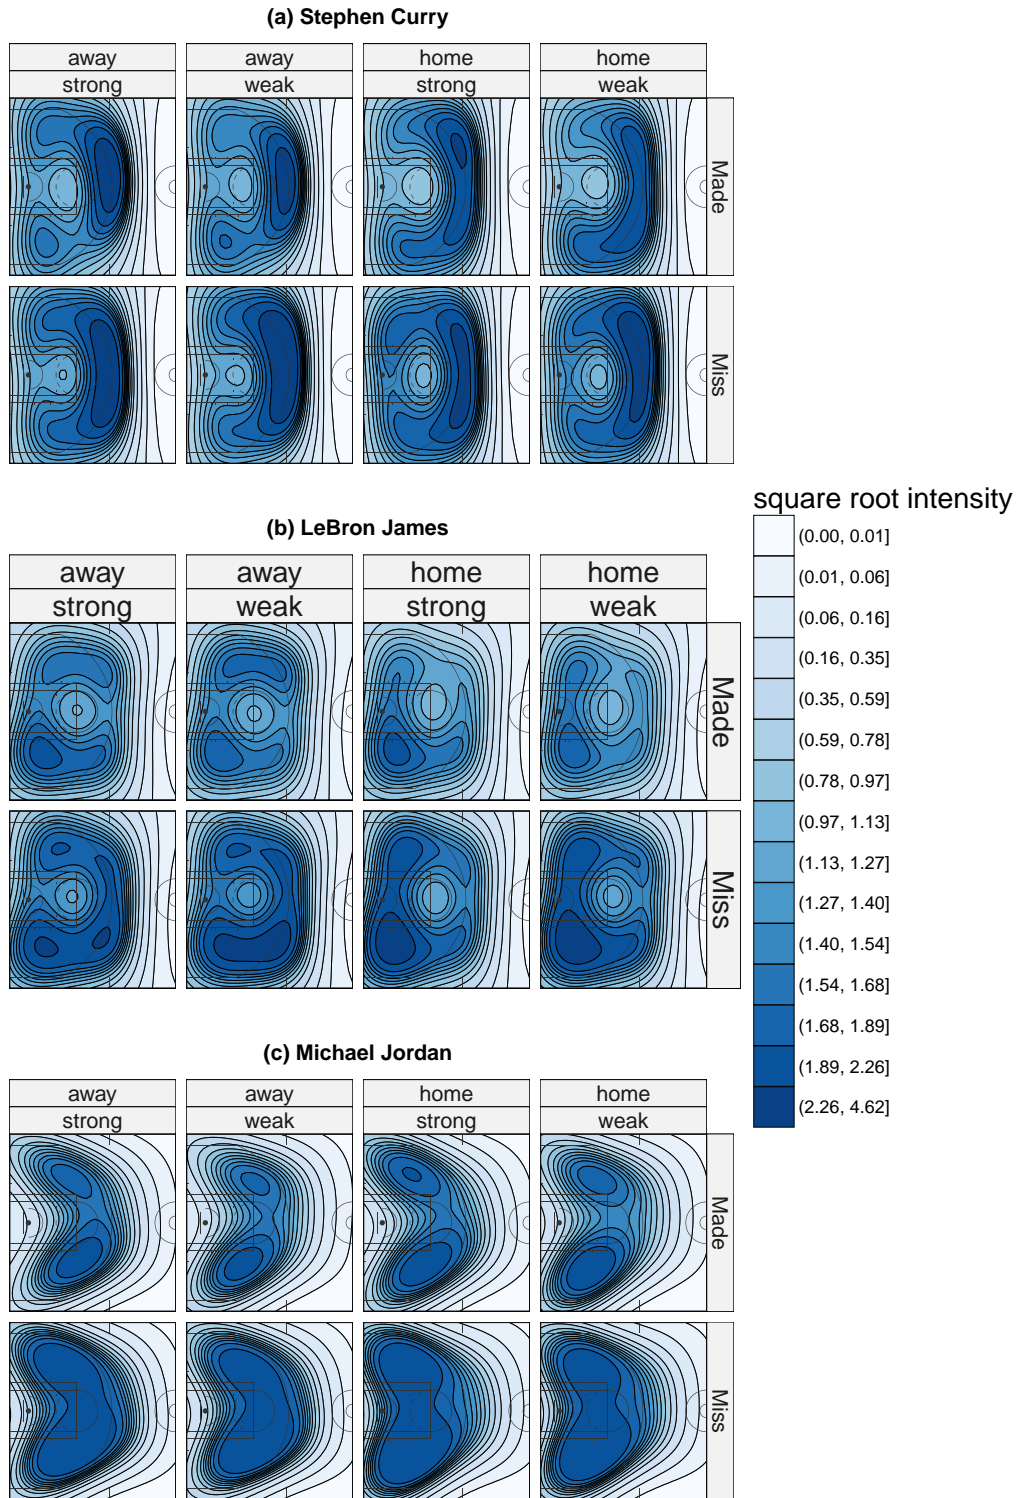 (a) Stephen Curry
away away home home
strong weak strong weak
Made
Miss
square root intensity
(0.00, 0.01]
(0.01, 0.06]
(0.06, 0.16]
(0.16, 0.35]
(0.35, 0.59]
(0.59, 0.78]
(0.78, 0.97]
(0.97, 1.13]
(1.13, 1.27]
(1.27, 1.40]
(1.40, 1.54]
(1.54, 1.68]
(1.68, 1.89]
(1.89, 2.26]
(2.26, 4.62]
(b) LeBron James
away away home home
strong weak strong weak
Made
Miss
(c) Michael Jordan
away away home home
strong weak strong weak
Made
Miss